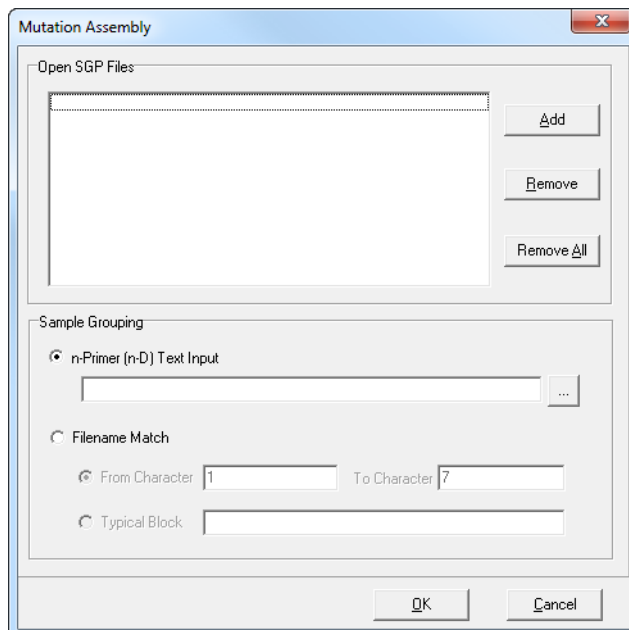 Mutation Assembly
Open SGP Files
Add
Remove
Remove All
Sample Grouping
n-Primer (n-D) Text Input
...
Filename Match
From Character 1 To Character 7
Typical Block
OK Cancel